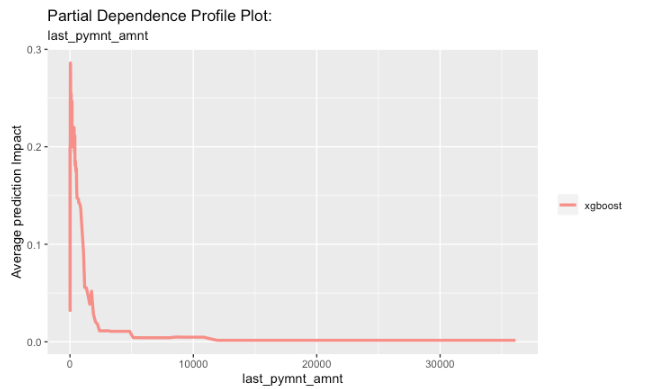 Partial Dependence Profile Plot:
last_pymnt_amnt
0.3
0.2
0.1
0.0
Average prediction Impact
0
10000
20000
30000
last_pymnt_amnt
xgboost